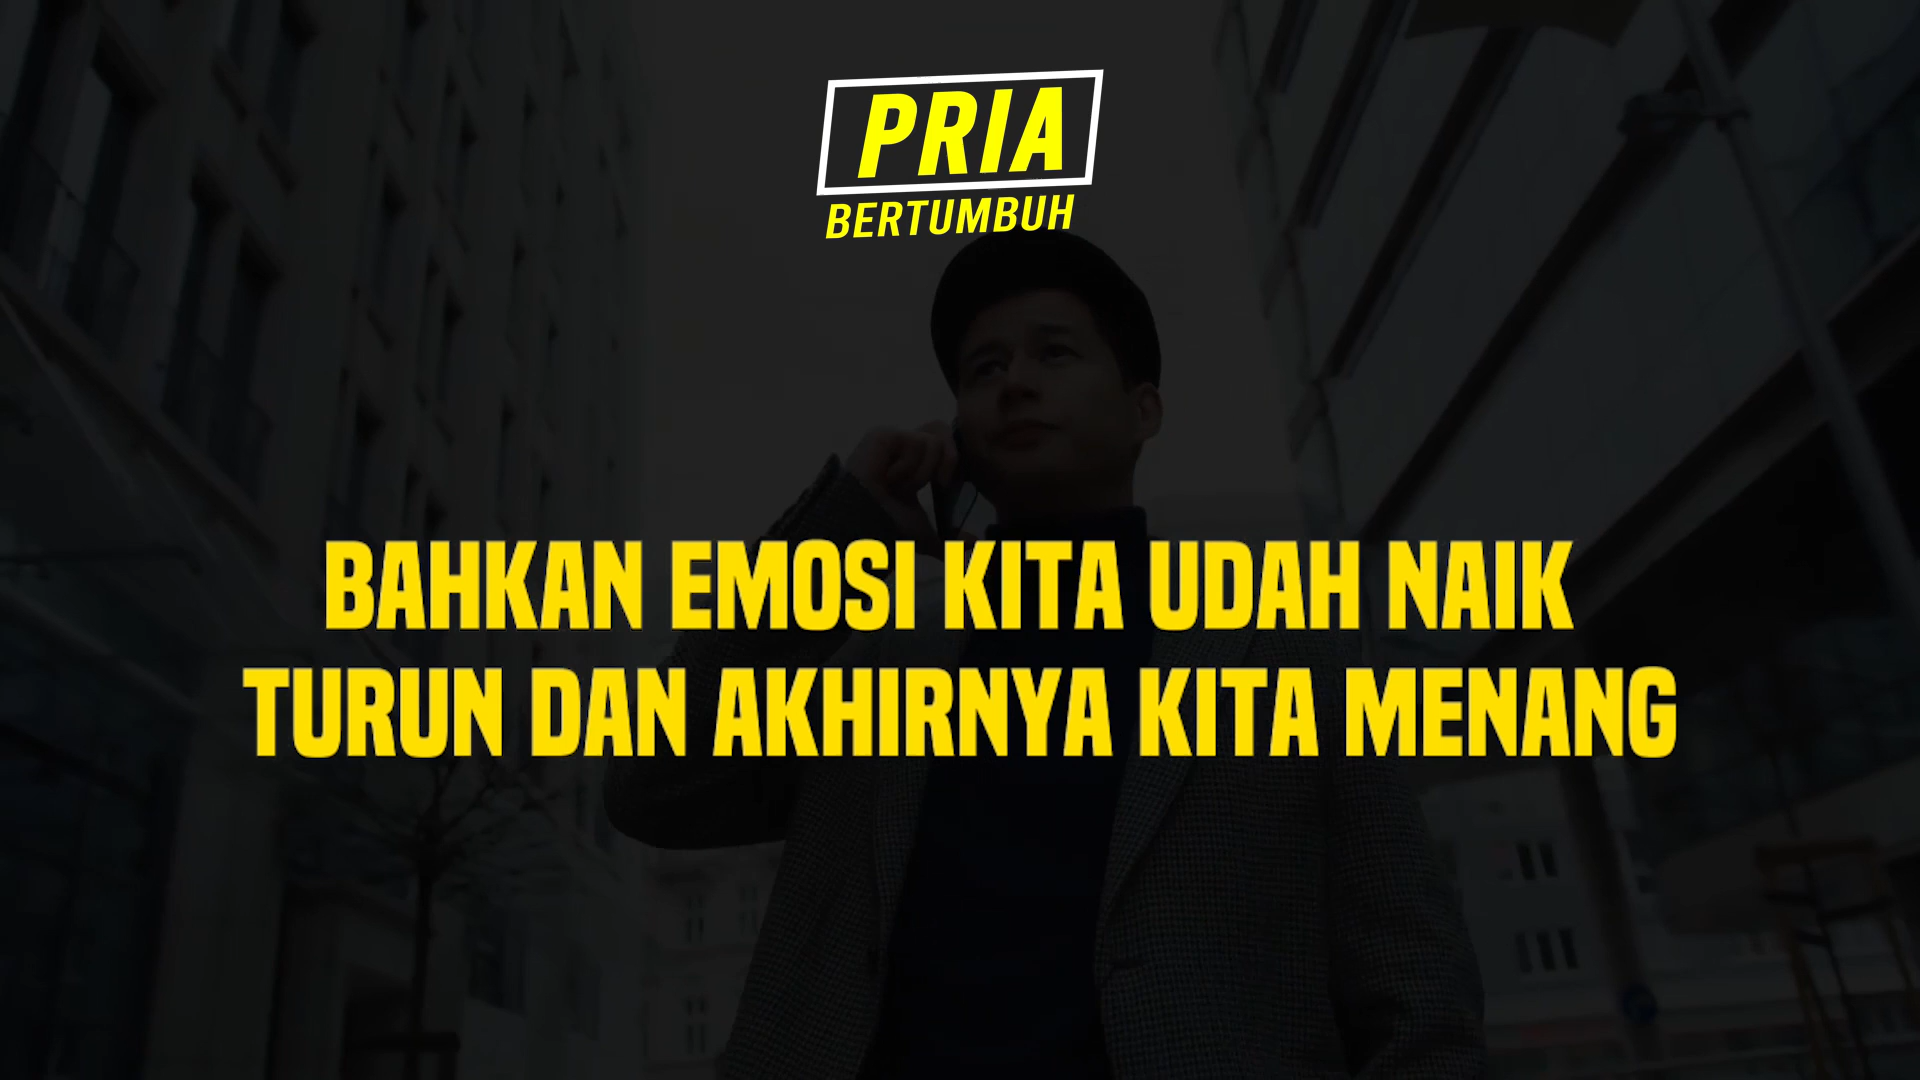 PRIA
BERTUMBUH
BAHKAN EMOSI KITA UDAH NAIK
TURUN DAN AKHIRNYA KITA MENANG